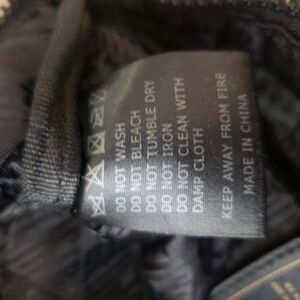 DO NOT WASH
DO NOT BLEACH
DO NOT TUMBLE DRY
DO NOT IRON
DO NOT CLEAN WITH
DAMP CLOTH
KEEP AWAY FROM FIRE
MADE IN CHINA